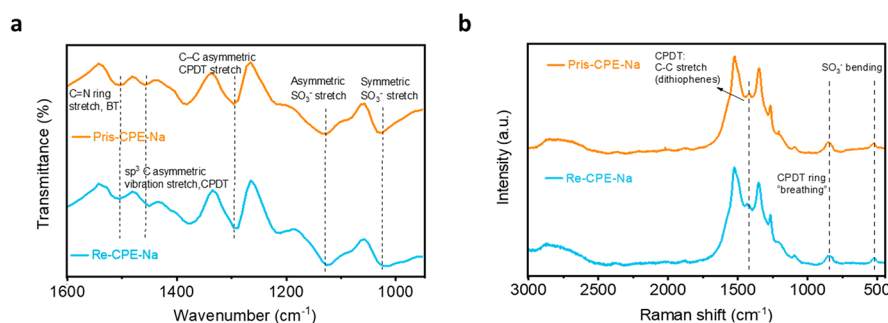 a
Transmittance (%)
C=N ring
stretch, BT
C–C asymmetric
CPDT stretch
Asymmetric
SO₃⁻ stretch
Symmetric
SO₃⁻ stretch
Pris-CPE-Na
sp³ C asymmetric
vibration stretch,CPDT
Re-CPE-Na
1600
1400
1200
1000
Wavenumber (cm⁻¹)
b
Intensity (a.u.)
CPDT:
C-C stretch
(dithiophenes)
Pris-CPE-Na
SO₃⁻ bending
Re-CPE-Na
CPDT ring
"breathing"
3000
2500
2000
1500
1000
500
Raman shift (cm⁻¹)